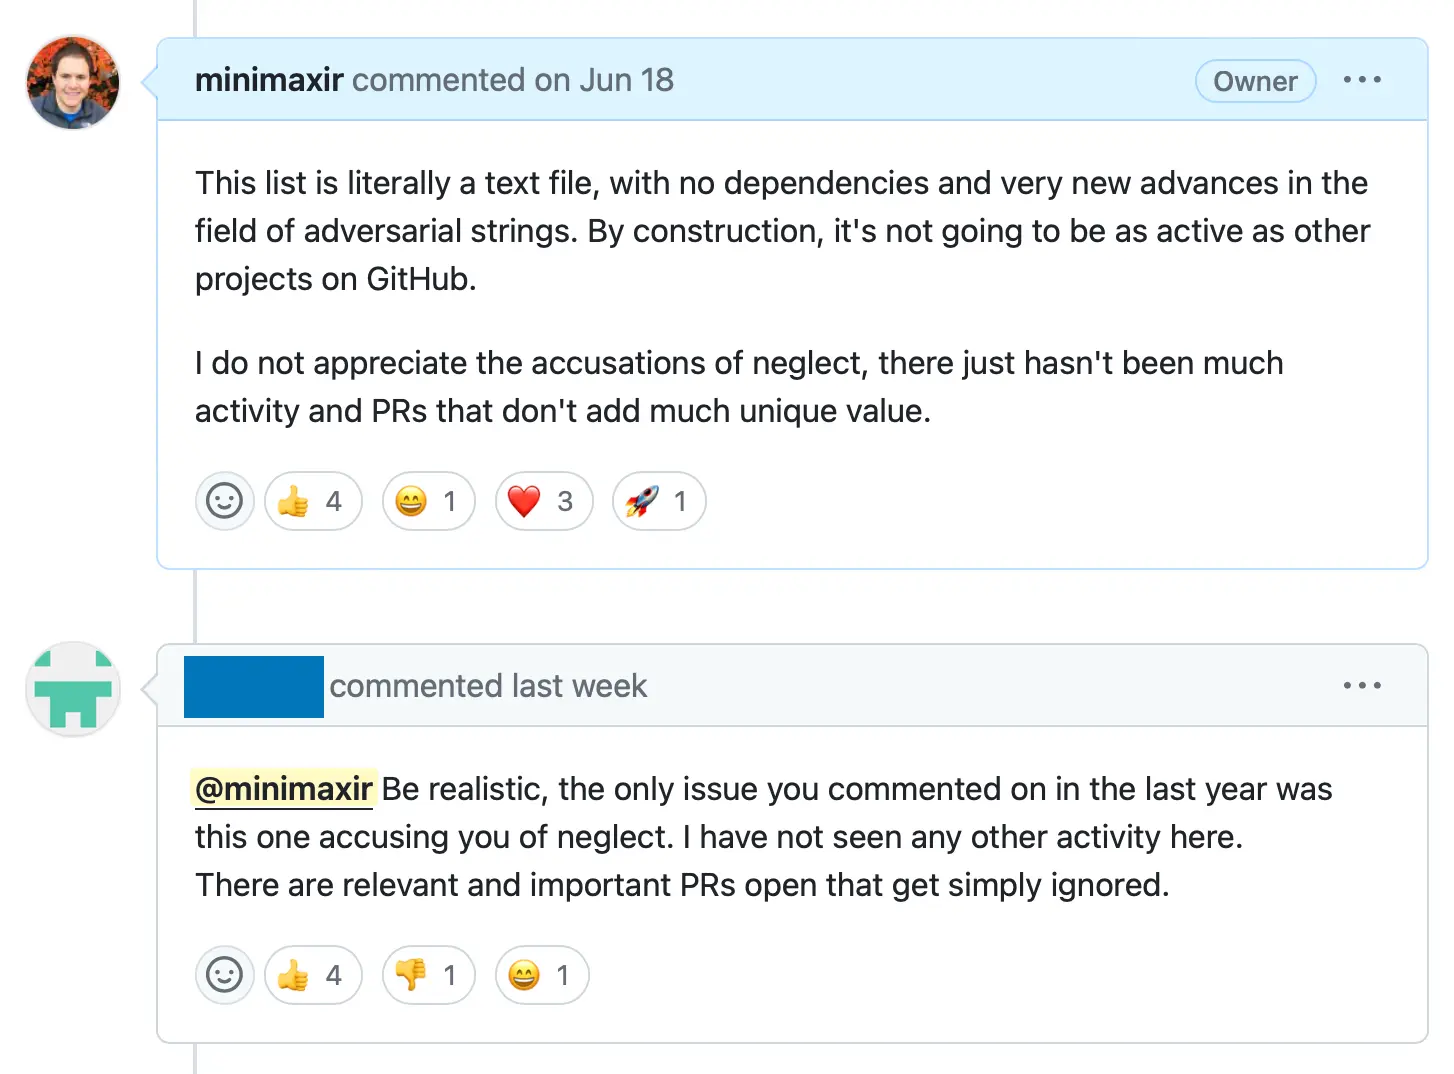 minimaxir commented on Jun 18
Owner
This list is literally a text file, with no dependencies and very new advances in the
field of adversarial strings. By construction, it's not going to be as active as other
projects on GitHub.
I do not appreciate the accusations of neglect, there just hasn't been much
activity and PRs that don't add much unique value.
👍 4 😄 1 ❤️ 3 🚀 1
commented last week
@minimaxir Be realistic, the only issue you commented on in the last year was
this one accusing you of neglect. I have not seen any other activity here.
There are relevant and important PRs open that get simply ignored.
👍 4 👎 1 😄 1